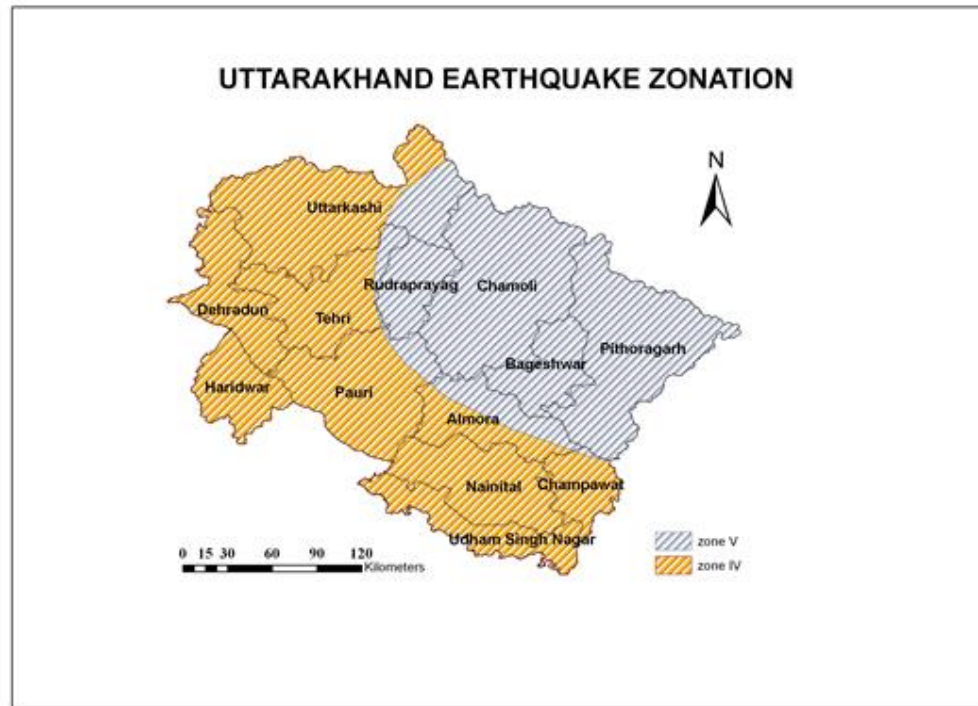 UTTARAKHAND EARTHQUAKE ZONATION
N
Uttarkashi
Rudraprayag
Chamoli
Dehradun
Tehri
Bageshwar
Pithoragarh
Haridwar
Pauri
Almora
Nainital
Champawat
Udham Singh Nagar
zone V
zone IV
0 15 30 60 90 120
Kilometers